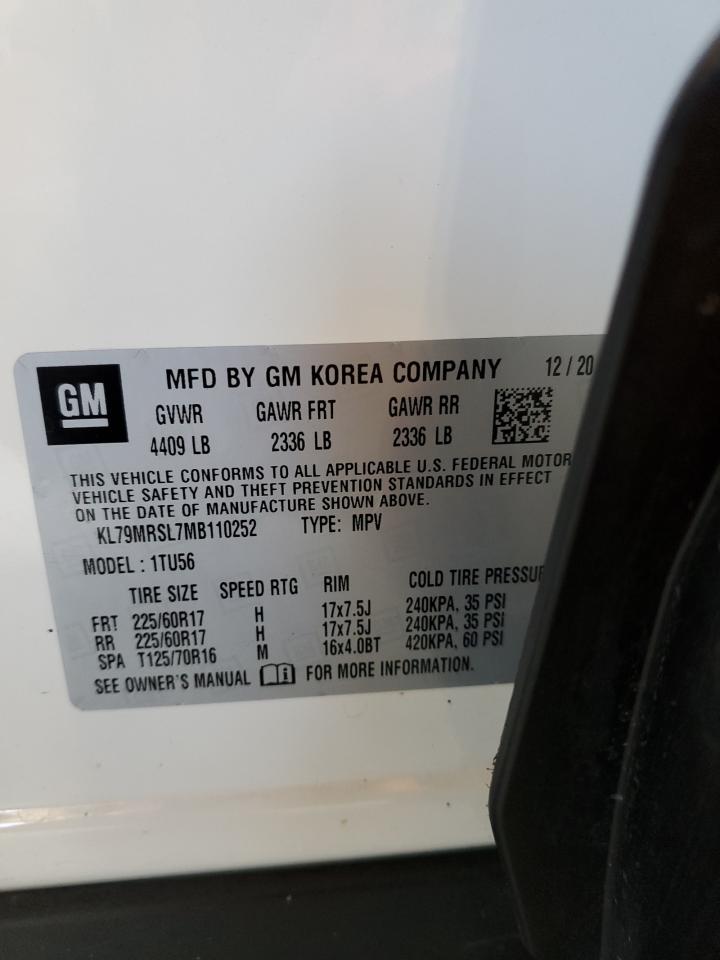 GM
MFD BY GM KOREA COMPANY 12 / 20
GVWR GAWR FRT GAWR RR
4409 LB 2336 LB 2336 LB
THIS VEHICLE CONFORMS TO ALL APPLICABLE U.S. FEDERAL MOTOR
VEHICLE SAFETY AND THEFT PREVENTION STANDARDS IN EFFECT
ON THE DATE OF MANUFACTURE SHOWN ABOVE.
KL79MRSL7MB110252 TYPE: MPV
MODEL : 1TU56
TIRE SIZE SPEED RTG RIM COLD TIRE PRESSUR
FRT 225/60R17 H 17x7.5J 240KPA, 35 PSI
RR 225/60R17 H 17x7.5J 240KPA, 35 PSI
SPA T125/70R16 M 16x4.0BT 420KPA, 60 PSI
SEE OWNER'S MANUAL i FOR MORE INFORMATION.